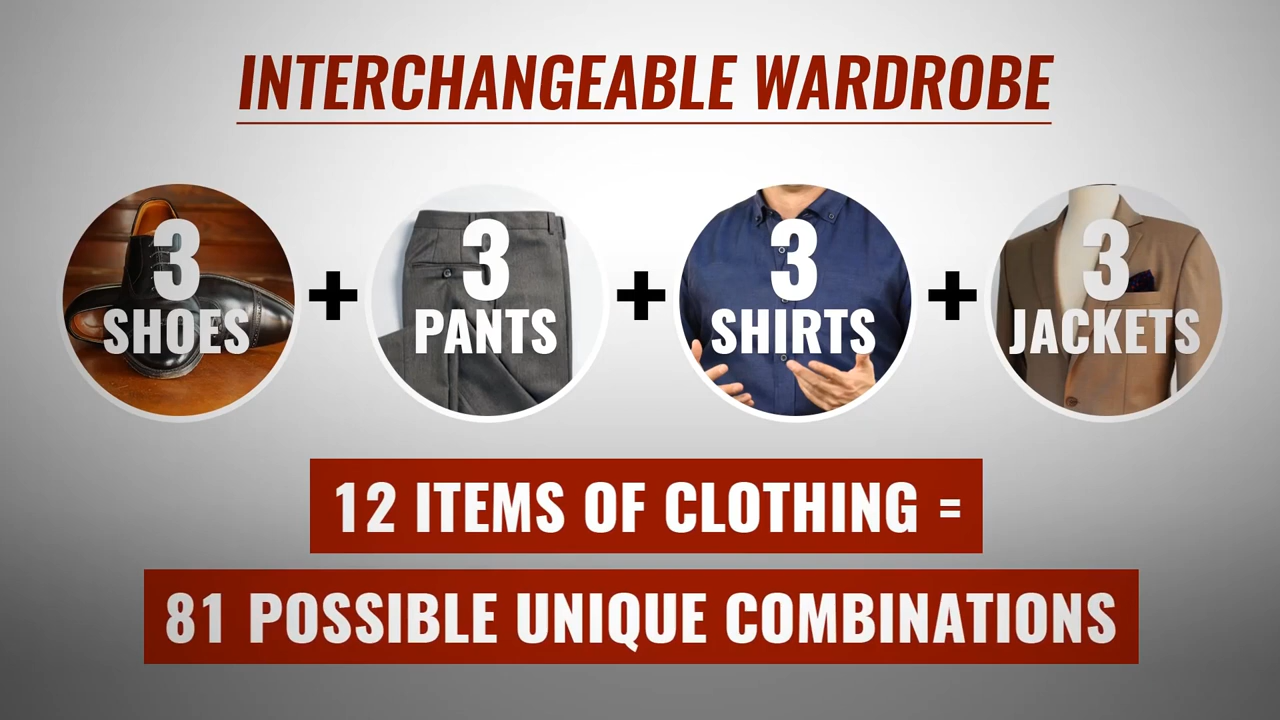 INTERCHANGEABLE WARDROBE
3
SHOES
+
3
PANTS
+
3
SHIRTS
+
3
JACKETS
12 ITEMS OF CLOTHING =
81 POSSIBLE UNIQUE COMBINATIONS